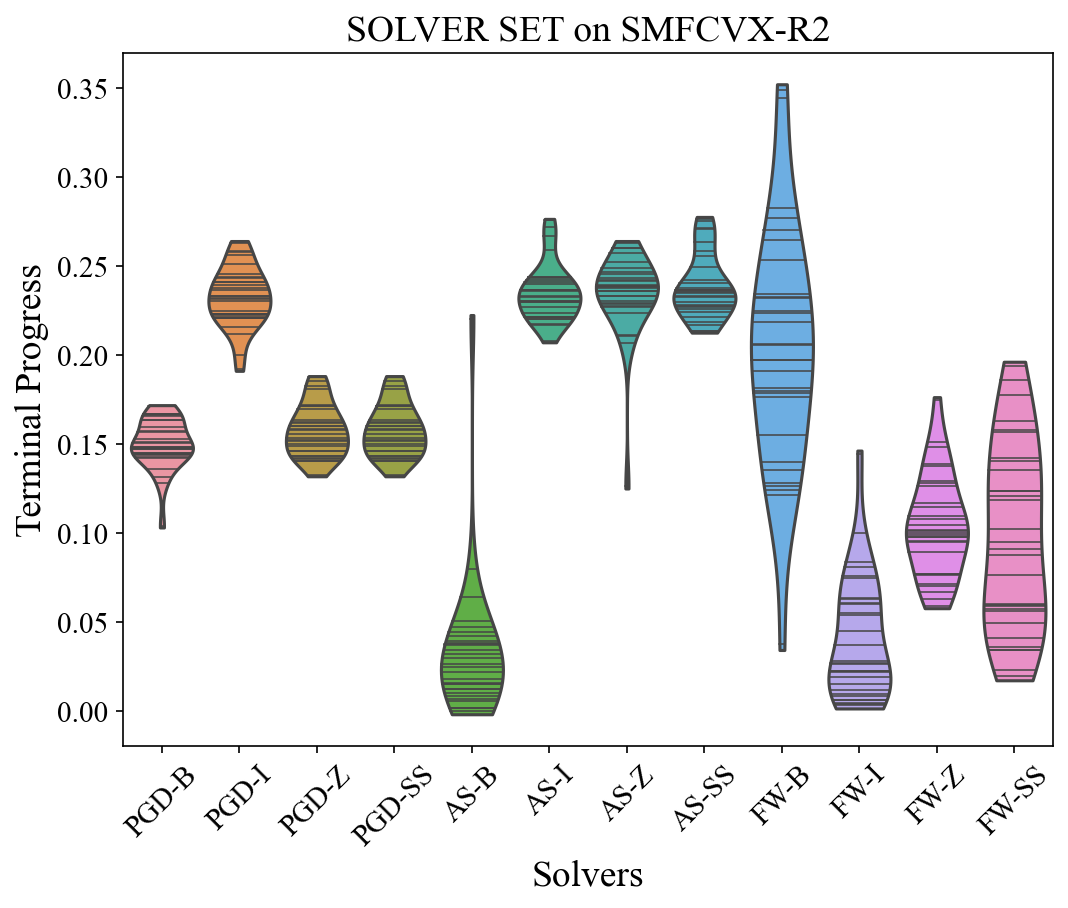 SOLVER SET on SMFCVX-R2
Terminal Progress
0.35
0.30
0.25
0.20
0.15
0.10
0.05
0.00
PGD-B
PGD-I
PGD-Z
PGD-SS
AS-B
AS-I
AS-Z
AS-SS
FW-B
FW-I
FW-Z
FW-SS
Solvers